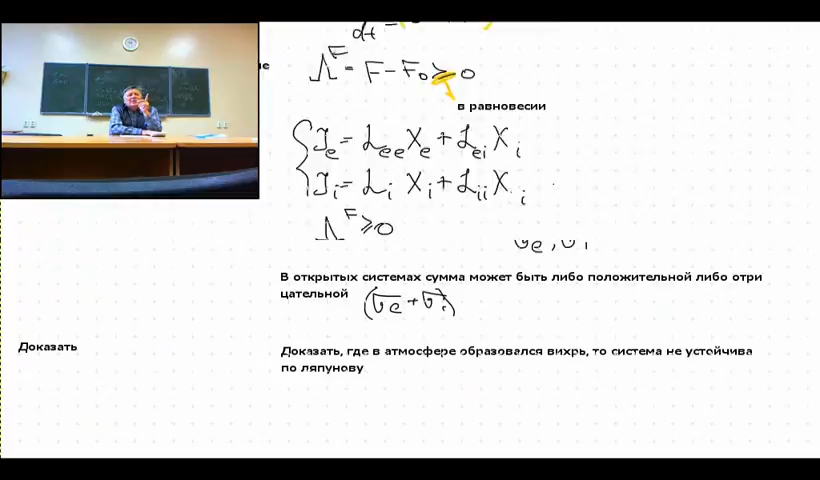 dt =
не
Λ^F = F - F₀ ≥ 0
в равновесии
J_e = L_ee X_e + L_ei X_i
J_i = L_i X_i + L_ii X_i
Λ^F ≥ 0
В открытых системах сумма может быть либо положительной либо отри
цательной (σ_e + σ_i)
Доказать
Доказать, где в атмосфере образовался вихрь, то система не устойчива
по ляпунову